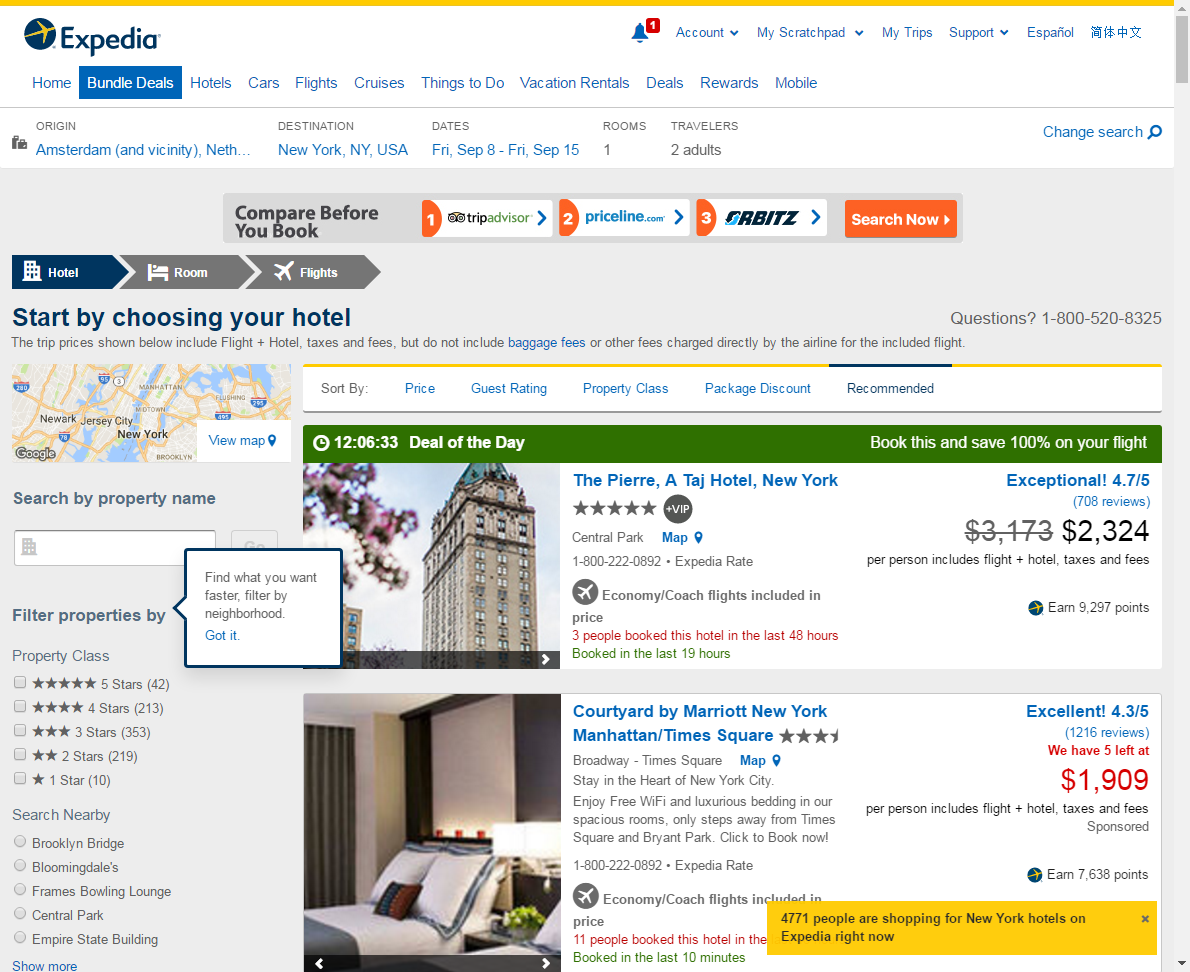 Expedia
1
Account
My Scratchpad
My Trips
Support
Español
简体中文
Home
Bundle Deals
Hotels
Cars
Flights
Cruises
Things to Do
Vacation Rentals
Deals
Rewards
Mobile
ORIGIN
Amsterdam (and vicinity), Neth...
DESTINATION
New York, NY, USA
DATES
Fri, Sep 8 - Fri, Sep 15
ROOMS
1
TRAVELERS
2 adults
Change search
Compare Before
You Book
1 tripadvisor
2 priceline.com
3 ORBITZ
Search Now
Hotel
Room
Flights
Start by choosing your hotel
Questions? 1-800-520-8325
The trip prices shown below include Flight + Hotel, taxes and fees, but do not include baggage fees or other fees charged directly by the airline for the included flight.
280
95
3
MANHATTAN
FLUSHING
MIDTOWN
295
495
Newark
Jersey City
78
New York
BROOKLYN
Google
View map
Sort By:
Price
Guest Rating
Property Class
Package Discount
Recommended
12:06:33 Deal of the Day
Book this and save 100% on your flight
Search by property name
Go
Find what you want
faster, filter by
neighborhood.
Got it.
Filter properties by
Property Class
5 Stars (42)
4 Stars (213)
3 Stars (353)
2 Stars (219)
1 Star (10)
Search Nearby
Brooklyn Bridge
Bloomingdale's
Frames Bowling Lounge
Central Park
Empire State Building
Show more
The Pierre, A Taj Hotel, New York
+VIP
Central Park
Map
1-800-222-0892 • Expedia Rate
Economy/Coach flights included in
price
3 people booked this hotel in the last 48 hours
Booked in the last 19 hours
Exceptional! 4.7/5
(708 reviews)
$3,173 $2,324
per person includes flight + hotel, taxes and fees
Earn 9,297 points
Courtyard by Marriott New York
Manhattan/Times Square
Broadway - Times Square
Map
Stay in the Heart of New York City.
Enjoy Free WiFi and luxurious bedding in our
spacious rooms, only steps away from Times
Square and Bryant Park. Click to Book now!
1-800-222-0892 • Expedia Rate
Economy/Coach flights included in
price
11 people booked this hotel in the
Booked in the last 10 minutes
Excellent! 4.3/5
(1216 reviews)
We have 5 left at
$1,909
per person includes flight + hotel, taxes and fees
Sponsored
Earn 7,638 points
4771 people are shopping for New York hotels on
Expedia right now
×